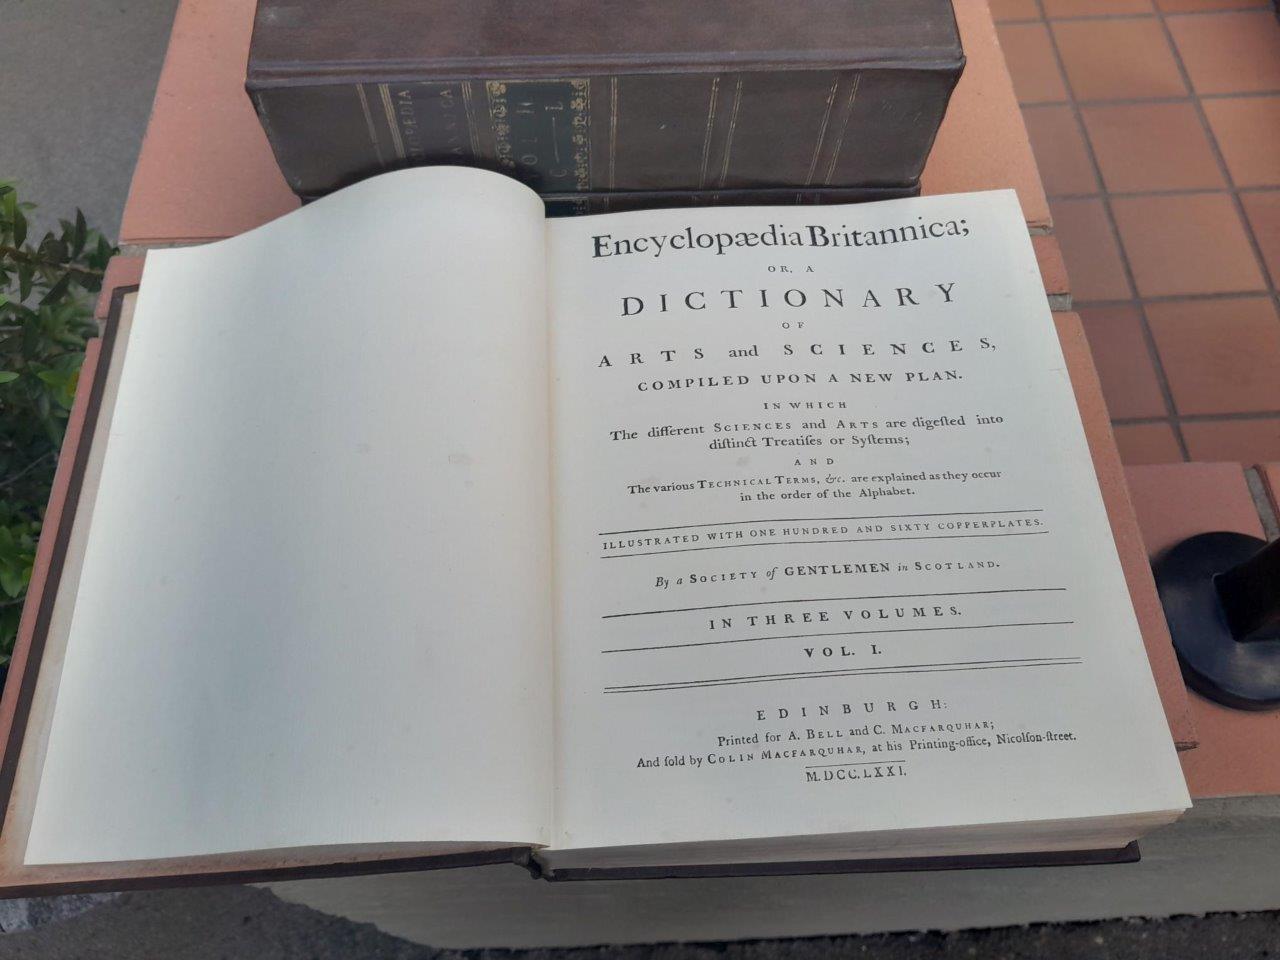 Encyclopædia Britannica;
OR, A
DICTIONARY
OF
ARTS and SCIENCES,
COMPILED UPON A NEW PLAN.
IN WHICH
The different SCIENCES and ARTS are digeſted into
diſtinct Treatiſes or Syſtems;
AND
The various TECHNICAL TERMS, &c. are explained as they occur
in the order of the Alphabet.
ILLUSTRATED WITH ONE HUNDRED AND SIXTY COPPERPLATES.
By a SOCIETY of GENTLEMEN in SCOTLAND.
IN THREE VOLUMES.
VOL. I.
EDINBURGH:
Printed for A. BELL and C. MACFARQUHAR;
And ſold by COLIN MACFARQUHAR, at his Printing-office, Nicolſon-ſtreet.
M.DCC.LXXI.